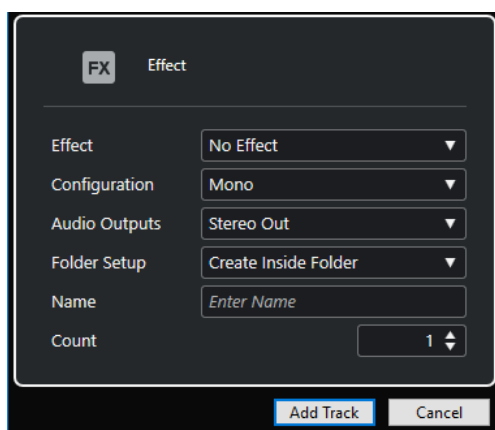 FX Effect
Effect No Effect
Configuration Mono
Audio Outputs Stereo Out
Folder Setup Create Inside Folder
Name Enter Name
Count 1
Add Track Cancel